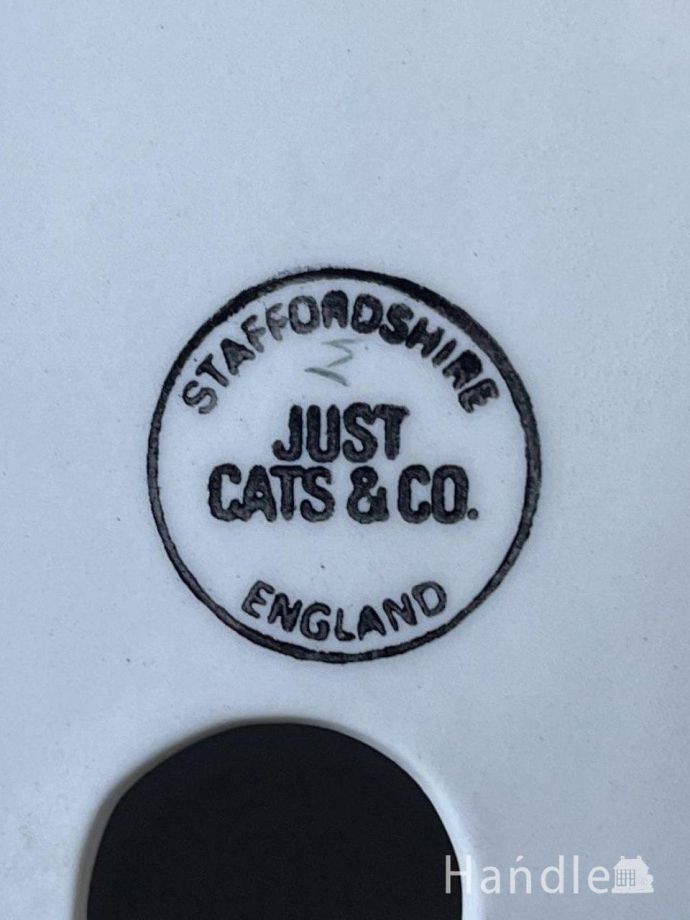 STAFFORDSHIRE
JUST
CATS & CO.
ENGLAND
Handle